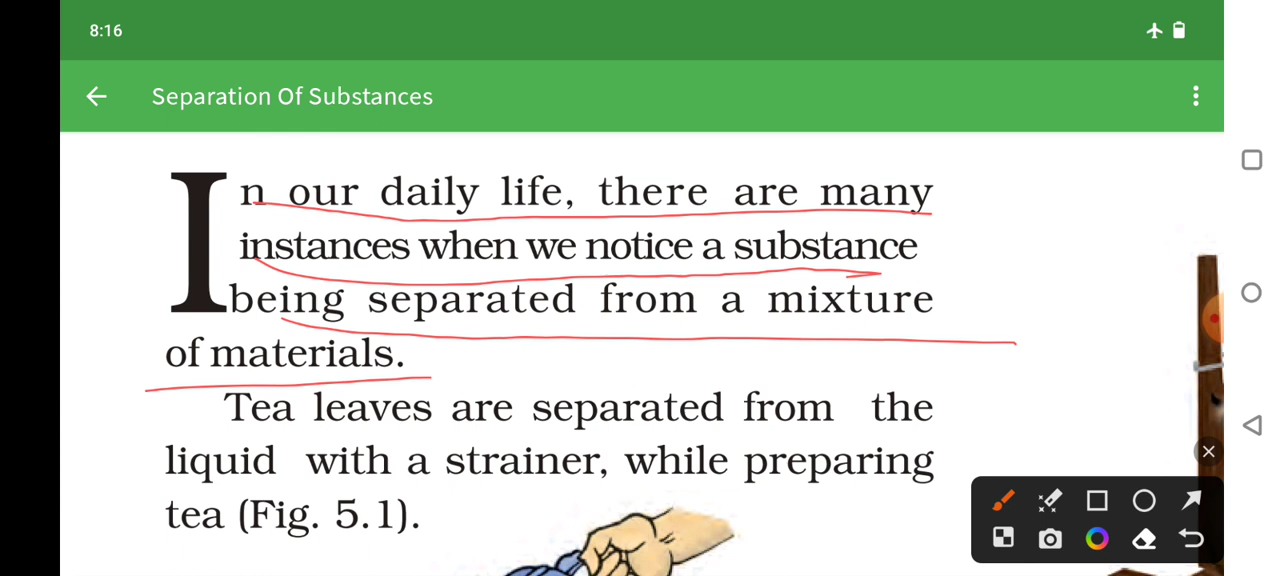 8:16
Separation Of Substances
In our daily life, there are many
instances when we notice a substance
being separated from a mixture
of materials.
Tea leaves are separated from the
liquid with a strainer, while preparing
tea (Fig. 5.1).